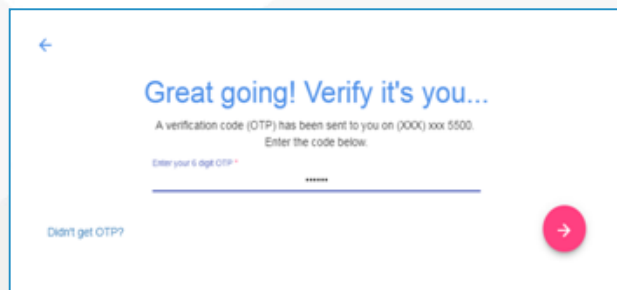 Great going! Verify it's you...
A verification code (OTP) has been sent to you on (XXX) xxx 5500.
Enter the code below.
Enter your 6 digit OTP *
••••••
Didn't get OTP?